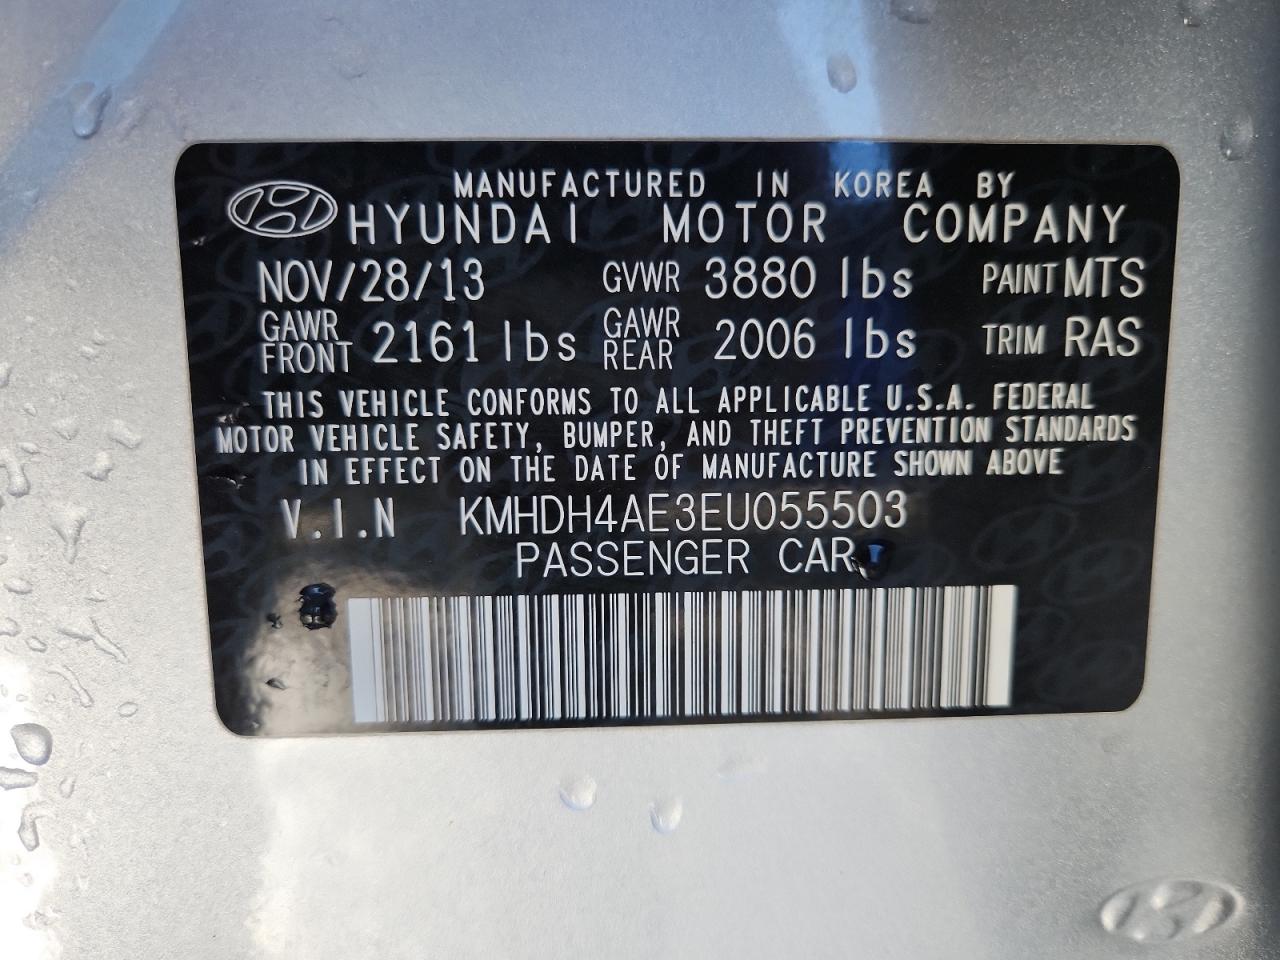 MANUFACTURED IN KOREA BY
HYUNDAI MOTOR COMPANY
NOV/28/13 GVWR 3880 lbs PAINT MTS
GAWR FRONT 2161 lbs GAWR REAR 2006 lbs TRIM RAS
THIS VEHICLE CONFORMS TO ALL APPLICABLE U.S.A. FEDERAL
MOTOR VEHICLE SAFETY, BUMPER, AND THEFT PREVENTION STANDARDS
IN EFFECT ON THE DATE OF MANUFACTURE SHOWN ABOVE
V.I.N KMHDH4AE3EU055503
PASSENGER CAR